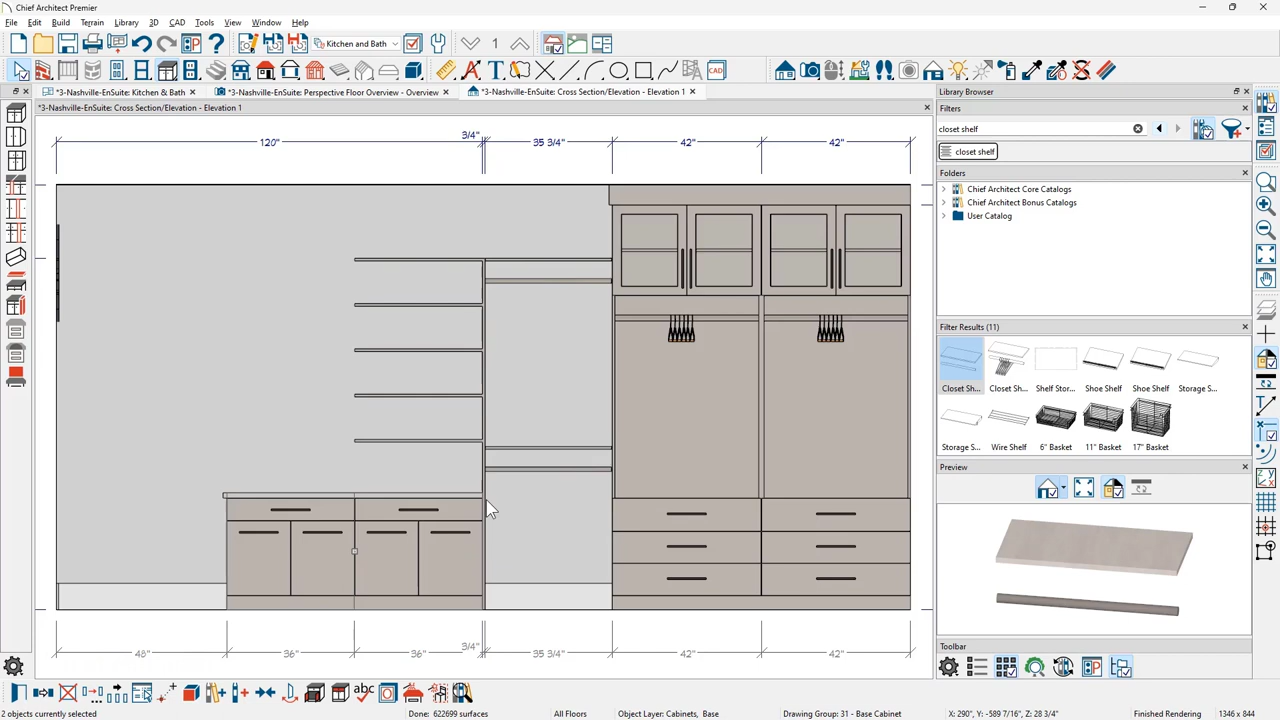 Chief Architect Premier
File Edit Build Terrain Library 3D CAD Tools View Window Help
1 Kitchen and Bath
CAD
*3-Nashville-EnSuite: Kitchen & Bath
*3-Nashville-EnSuite: Perspective Floor Overview - Overview
*3-Nashville-EnSuite: Cross Section/Elevation - Elevation 1
*3-Nashville-EnSuite: Cross Section/Elevation - Elevation 1
120" 3/4" 35 3/4" 42" 42"
48" 36" 36" 3/4" 35 3/4" 42" 42"
Library Browser
Filters
closet shelf
closet shelf
Folders
Chief Architect Core Catalogs
Chief Architect Bonus Catalogs
User Catalog
Filter Results (11)
Closet Sh... Closet Sh... Shelf Stor... Shoe Shelf Shoe Shelf Storage S...
Storage S... Wire Shelf 6" Basket 11" Basket 17" Basket
Preview
Toolbar
abc
2 objects currently selected
Done: 622699 surfaces
All Floors
Object Layer: Cabinets, Base
Drawing Group: 31 - Base Cabinet
X: 290", Y: -589 7/16", Z: 28 3/4"
Finished Rendering
1346 x 844